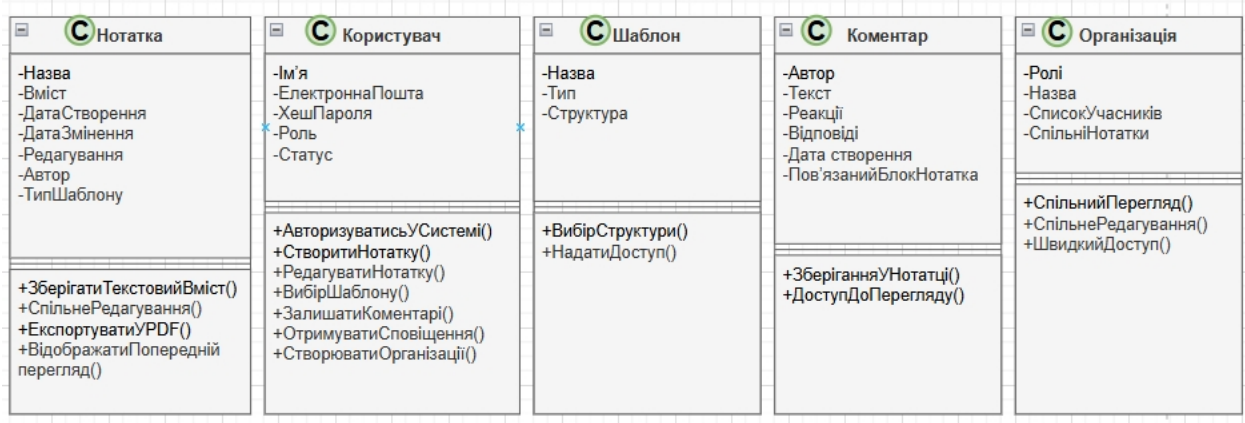 C Нотатка
-Назва
-Вміст
-ДатаСтворення
-ДатаЗмінення
-Редагування
-Автор
-ТипШаблону
+ЗберігатиТекстовийВміст()
+СпільнеРедагування()
+ЕкспортуватиУPDF()
+ВідображатиПопередній
перегляд()
C Користувач
-Ім'я
-ЕлектроннаПошта
-ХешПароля
-Роль
-Статус
+АвторизуватисьУСистемі()
+СтворитиНотатку()
+РедагуватиНотатку()
+ВибірШаблону()
+ЗалишатиКоментарі()
+ОтримуватиСповіщення()
+СтворюватиОрганізації()
C Шаблон
-Назва
-Тип
-Структура
+ВибірСтруктури()
+НадатиДоступ()
C Коментар
-Автор
-Текст
-Реакції
-Відповіді
-Дата створення
-Пов'язанийБлокНотатка
+ЗберіганняУНотатці()
+ДоступДоПерегляду()
C Організація
-Ролі
-Назва
-СписокУчасників
-СпільніНотатки
+СпільнийПерегляд()
+СпільнеРедагування()
+ШвидкийДоступ()